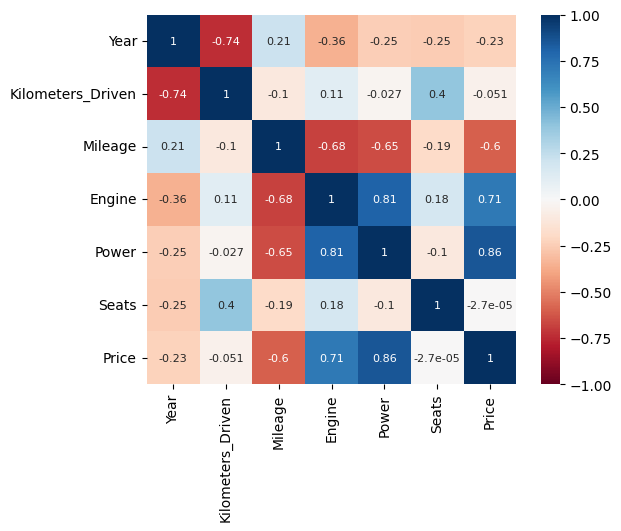 Year 1 -0.74 0.21 -0.36 -0.25 -0.25 -0.23
Kilometers_Driven -0.74 1 -0.1 0.11 -0.027 0.4 -0.051
Mileage 0.21 -0.1 1 -0.68 -0.65 -0.19 -0.6
Engine -0.36 0.11 -0.68 1 0.81 0.18 0.71
Power -0.25 -0.027 -0.65 0.81 1 -0.1 0.86
Seats -0.25 0.4 -0.19 0.18 -0.1 1 -2.7e-05
Price -0.23 -0.051 -0.6 0.71 0.86 -2.7e-05 1
Year
Kilometers_Driven
Mileage
Engine
Power
Seats
Price
1.00
0.75
0.50
0.25
0.00
-0.25
-0.50
-0.75
-1.00